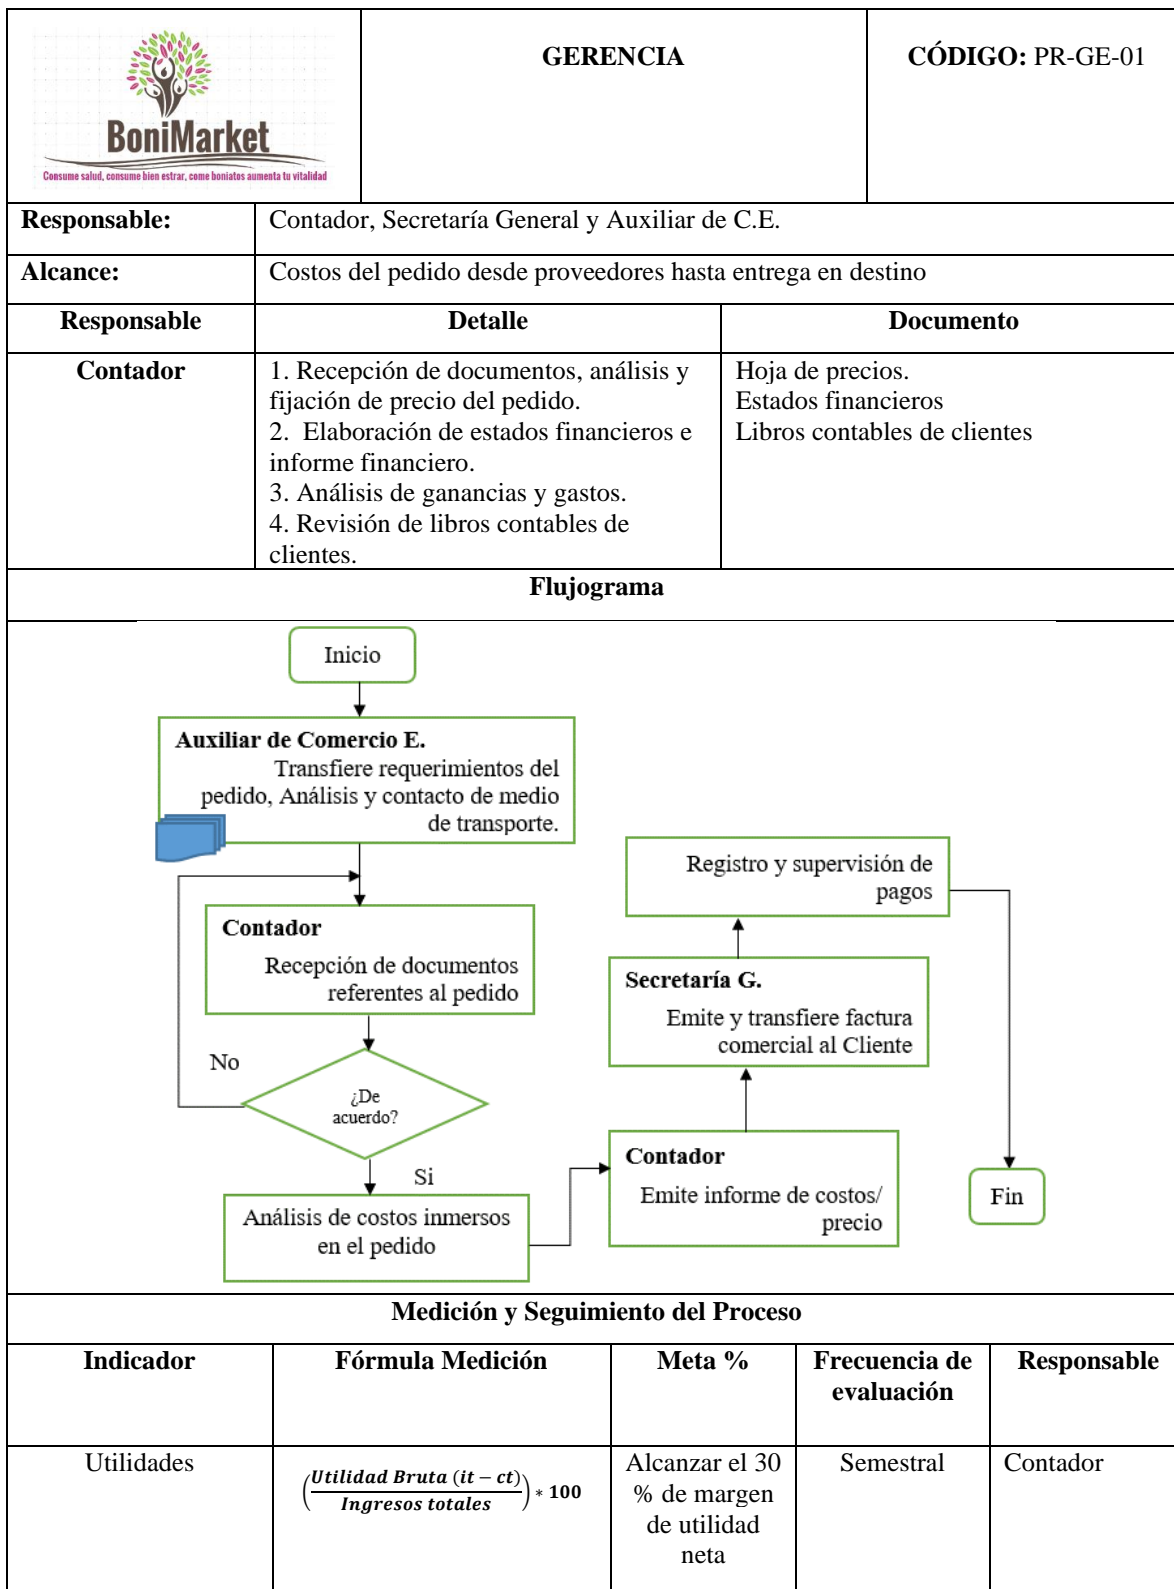 BoniMarket
Consume salud, consume bien estrar, come boniatos aumenta tu vitalidad
GERENCIA
CÓDIGO: PR-GE-01
Responsable:
Contador, Secretaría General y Auxiliar de C.E.
Alcance:
Costos del pedido desde proveedores hasta entrega en destino
Responsable
Detalle
Documento
Contador
1. Recepción de documentos, análisis y
fijación de precio del pedido.
2. Elaboración de estados financieros e
informe financiero.
3. Análisis de ganancias y gastos.
4. Revisión de libros contables de
clientes.
Hoja de precios.
Estados financieros
Libros contables de clientes
Flujograma
Inicio
Auxiliar de Comercio E.
Transfiere requerimientos del
pedido, Análisis y contacto de medio
de transporte.
Contador
Recepción de documentos
referentes al pedido
No
¿De
acuerdo?
Si
Análisis de costos inmersos
en el pedido
Contador
Emite informe de costos/
precio
Secretaría G.
Emite y transfiere factura
comercial al Cliente
Registro y supervisión de
pagos
Fin
Medición y Seguimiento del Proceso
Indicador
Fórmula Medición
Meta %
Frecuencia de
evaluación
Responsable
Utilidades
(Utilidad Bruta (it − ct) / Ingresos totales) * 100
Alcanzar el 30
% de margen
de utilidad
neta
Semestral
Contador